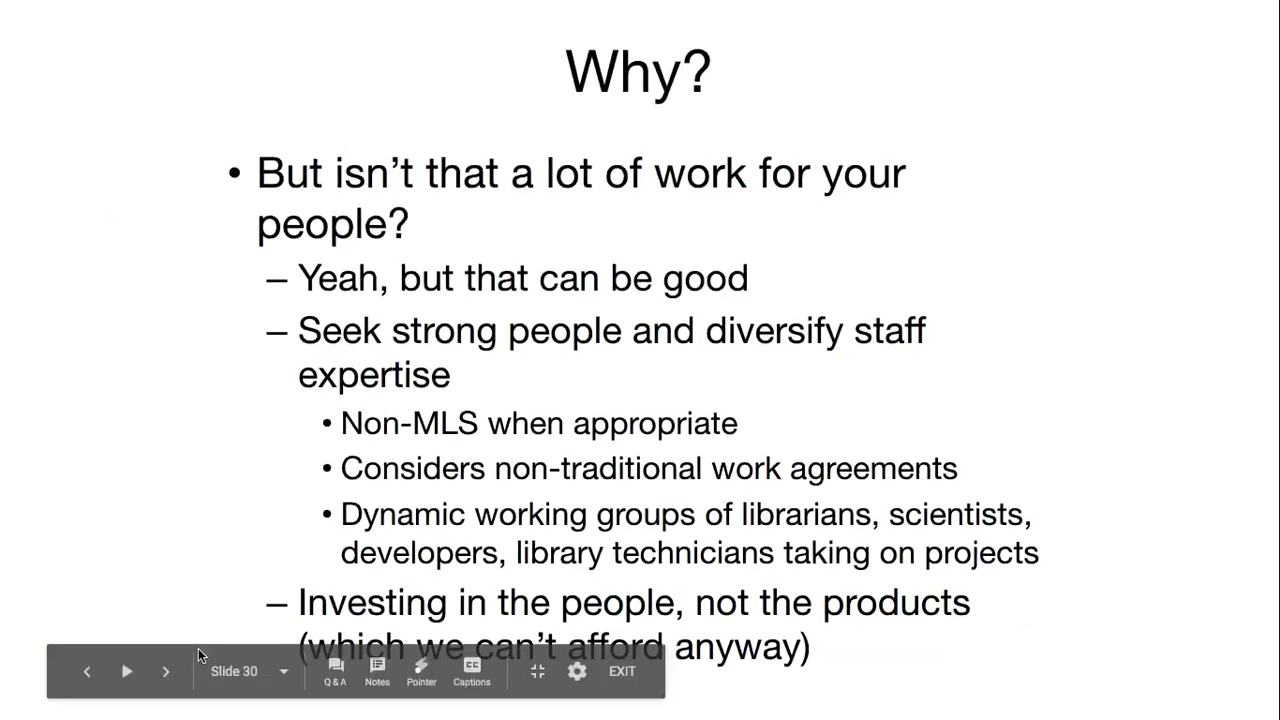 Why?
• But isn't that a lot of work for your
people?
– Yeah, but that can be good
– Seek strong people and diversify staff
expertise
• Non-MLS when appropriate
• Considers non-traditional work agreements
• Dynamic working groups of librarians, scientists,
developers, library technicians taking on projects
– Investing in the people, not the products
(which we can't afford anyway)
Slide 30
Q & A Notes Pointer Captions EXIT
CC